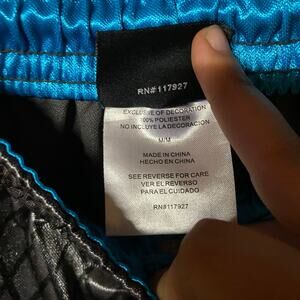 RN#117927
EXCLUSIVE OF DECORATION
100% POLIESTER
NO INCLUYE LA DECORACION
M/M
MADE IN CHINA
HECHO EN CHINA
SEE REVERSE FOR CARE
VER EL REVERSO
PARA EL CUIDADO
RN#117927